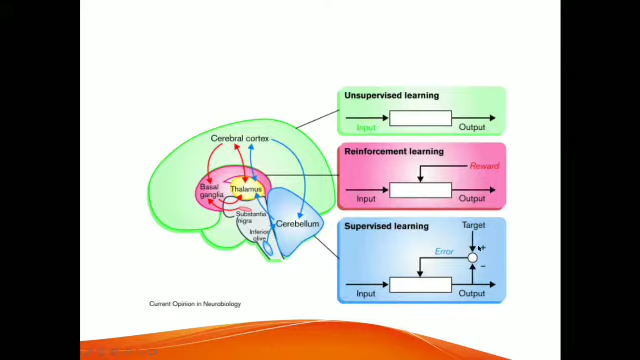 Unsupervised learning
Input
Output
Cerebral cortex
Reinforcement learning
Reward
Input
Output
Basal
ganglia
Thalamus
Substantia
nigra
Inferior
olive
Cerebellum
Supervised learning
Target
Error
+
−
Input
Output
Current Opinion in Neurobiology